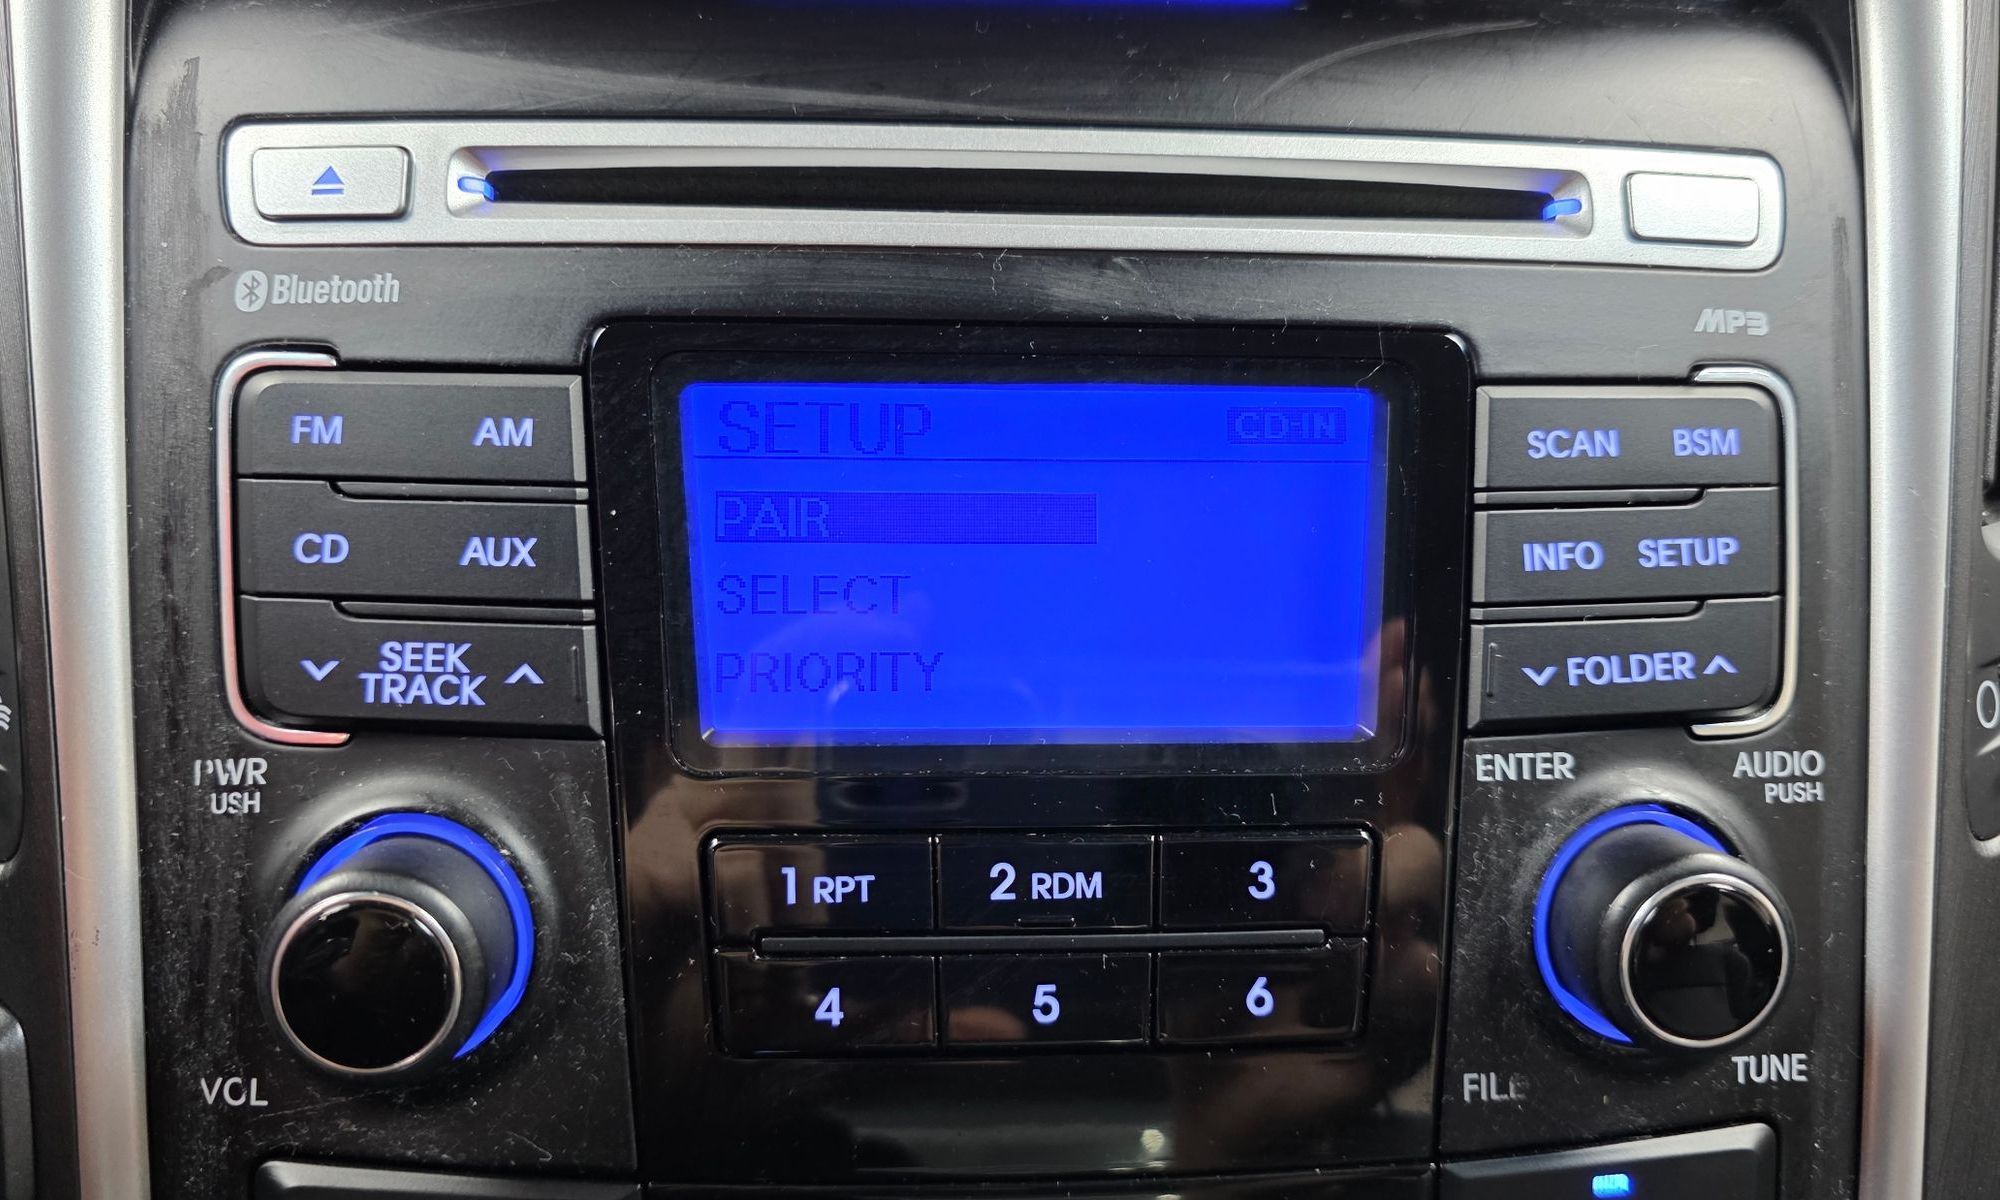 Bluetooth
MP3
FM AM
CD AUX
SEEK
TRACK
SETUP CD-IN
PAIR
SELECT
PRIORITY
SCAN BSM
INFO SETUP
FOLDER
PWR
USH
VOL
1 RPT 2 RDM 3
4 5 6
ENTER AUDIO
PUSH
FILE TUNE